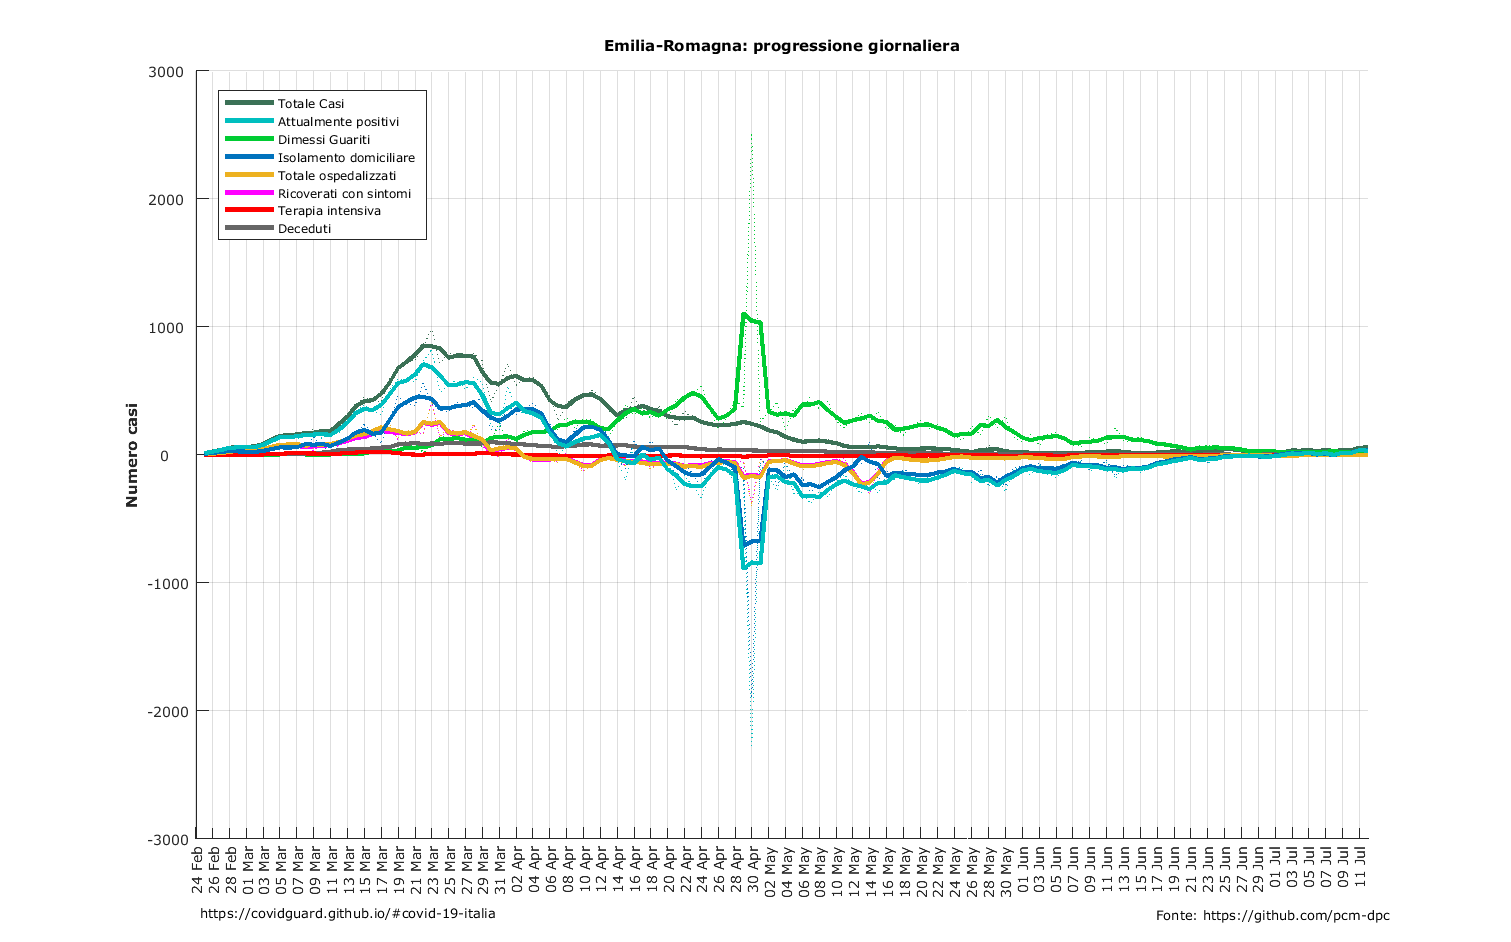 Emilia-Romagna: progressione giornaliera
3000
2000
1000
0
-1000
-2000
-3000
Numero casi
Totale Casi
Attualmente positivi
Dimessi Guariti
Isolamento domiciliare
Totale ospedalizzati
Ricoverati con sintomi
Terapia intensiva
Deceduti
24 Feb
26 Feb
28 Feb
01 Mar
03 Mar
05 Mar
07 Mar
09 Mar
11 Mar
13 Mar
15 Mar
17 Mar
19 Mar
21 Mar
23 Mar
25 Mar
27 Mar
29 Mar
31 Mar
02 Apr
04 Apr
06 Apr
08 Apr
10 Apr
12 Apr
14 Apr
16 Apr
18 Apr
20 Apr
22 Apr
24 Apr
26 Apr
28 Apr
30 Apr
02 May
04 May
06 May
08 May
10 May
12 May
14 May
16 May
18 May
20 May
22 May
24 May
26 May
28 May
30 May
01 Jun
03 Jun
05 Jun
07 Jun
09 Jun
11 Jun
13 Jun
15 Jun
17 Jun
19 Jun
21 Jun
23 Jun
25 Jun
27 Jun
29 Jun
01 Jul
03 Jul
05 Jul
07 Jul
09 Jul
11 Jul
https://covidguard.github.io/#covid-19-italia
Fonte: https://github.com/pcm-dpc